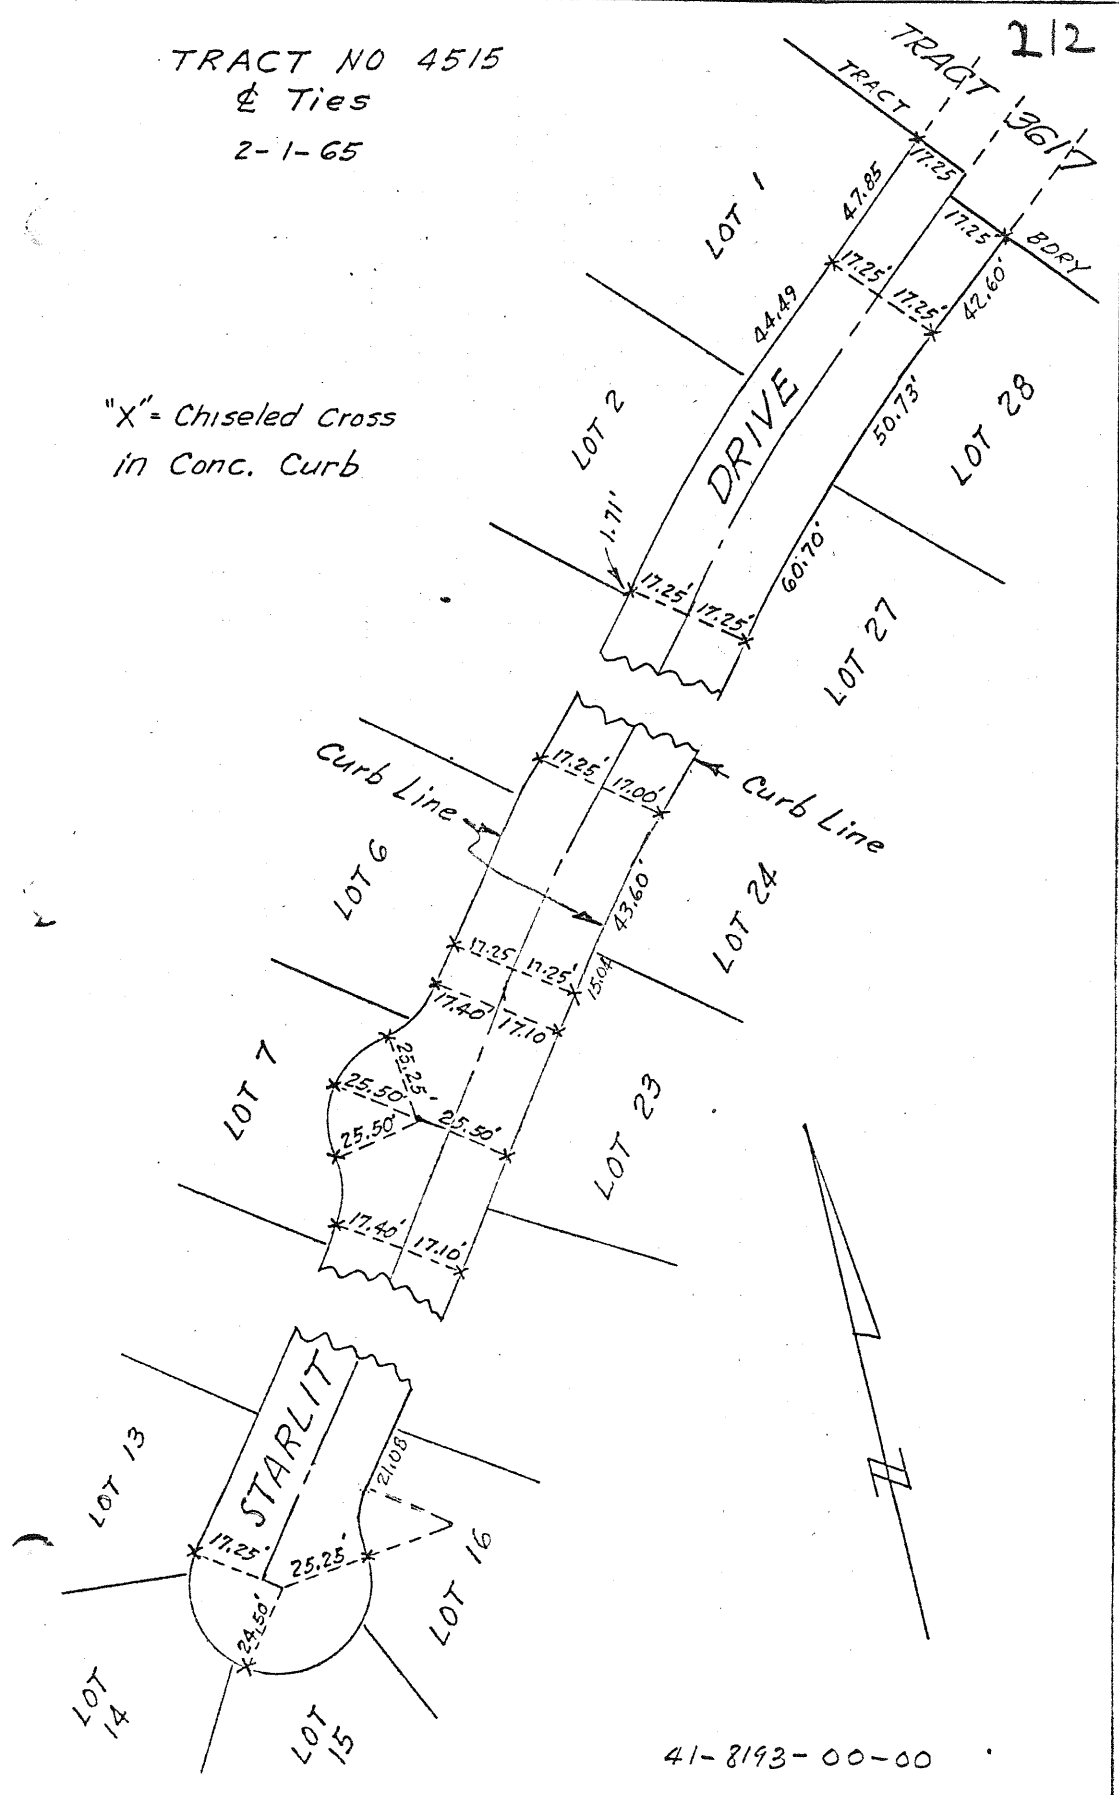 212
TRACT NO 4515
℄ Ties
2-1-65
TRACT 3617
TRACT
BDRY
17.25
17.25'
47.85
LOT 1
17.25'
17.25'
42.60'
44.49
"X"= Chiseled Cross
in Conc. Curb
LOT 2
DRIVE
50.73'
LOT 28
1.71'
60.70'
17.25'
17.25'
LOT 27
Curb Line
17.25'
17.00'
Curb Line
LOT 6
43.60'
LOT 24
17.25
17.25'
15.04
17.40'
17.10
25.25'
LOT 7
25.50'
25.50'
25.50'
LOT 23
17.40'
17.10'
STARLIT
LOT 13
21.08
17.25'
25.25'
LOT 16
24.50'
LOT
14
LOT
15
N
41-8193-00-00